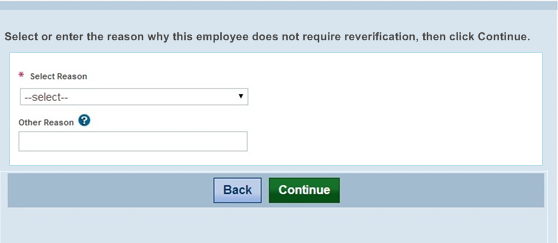 Select or enter the reason why this employee does not require reverification, then click Continue.
* Select Reason
--select--
Other Reason ?
Back Continue